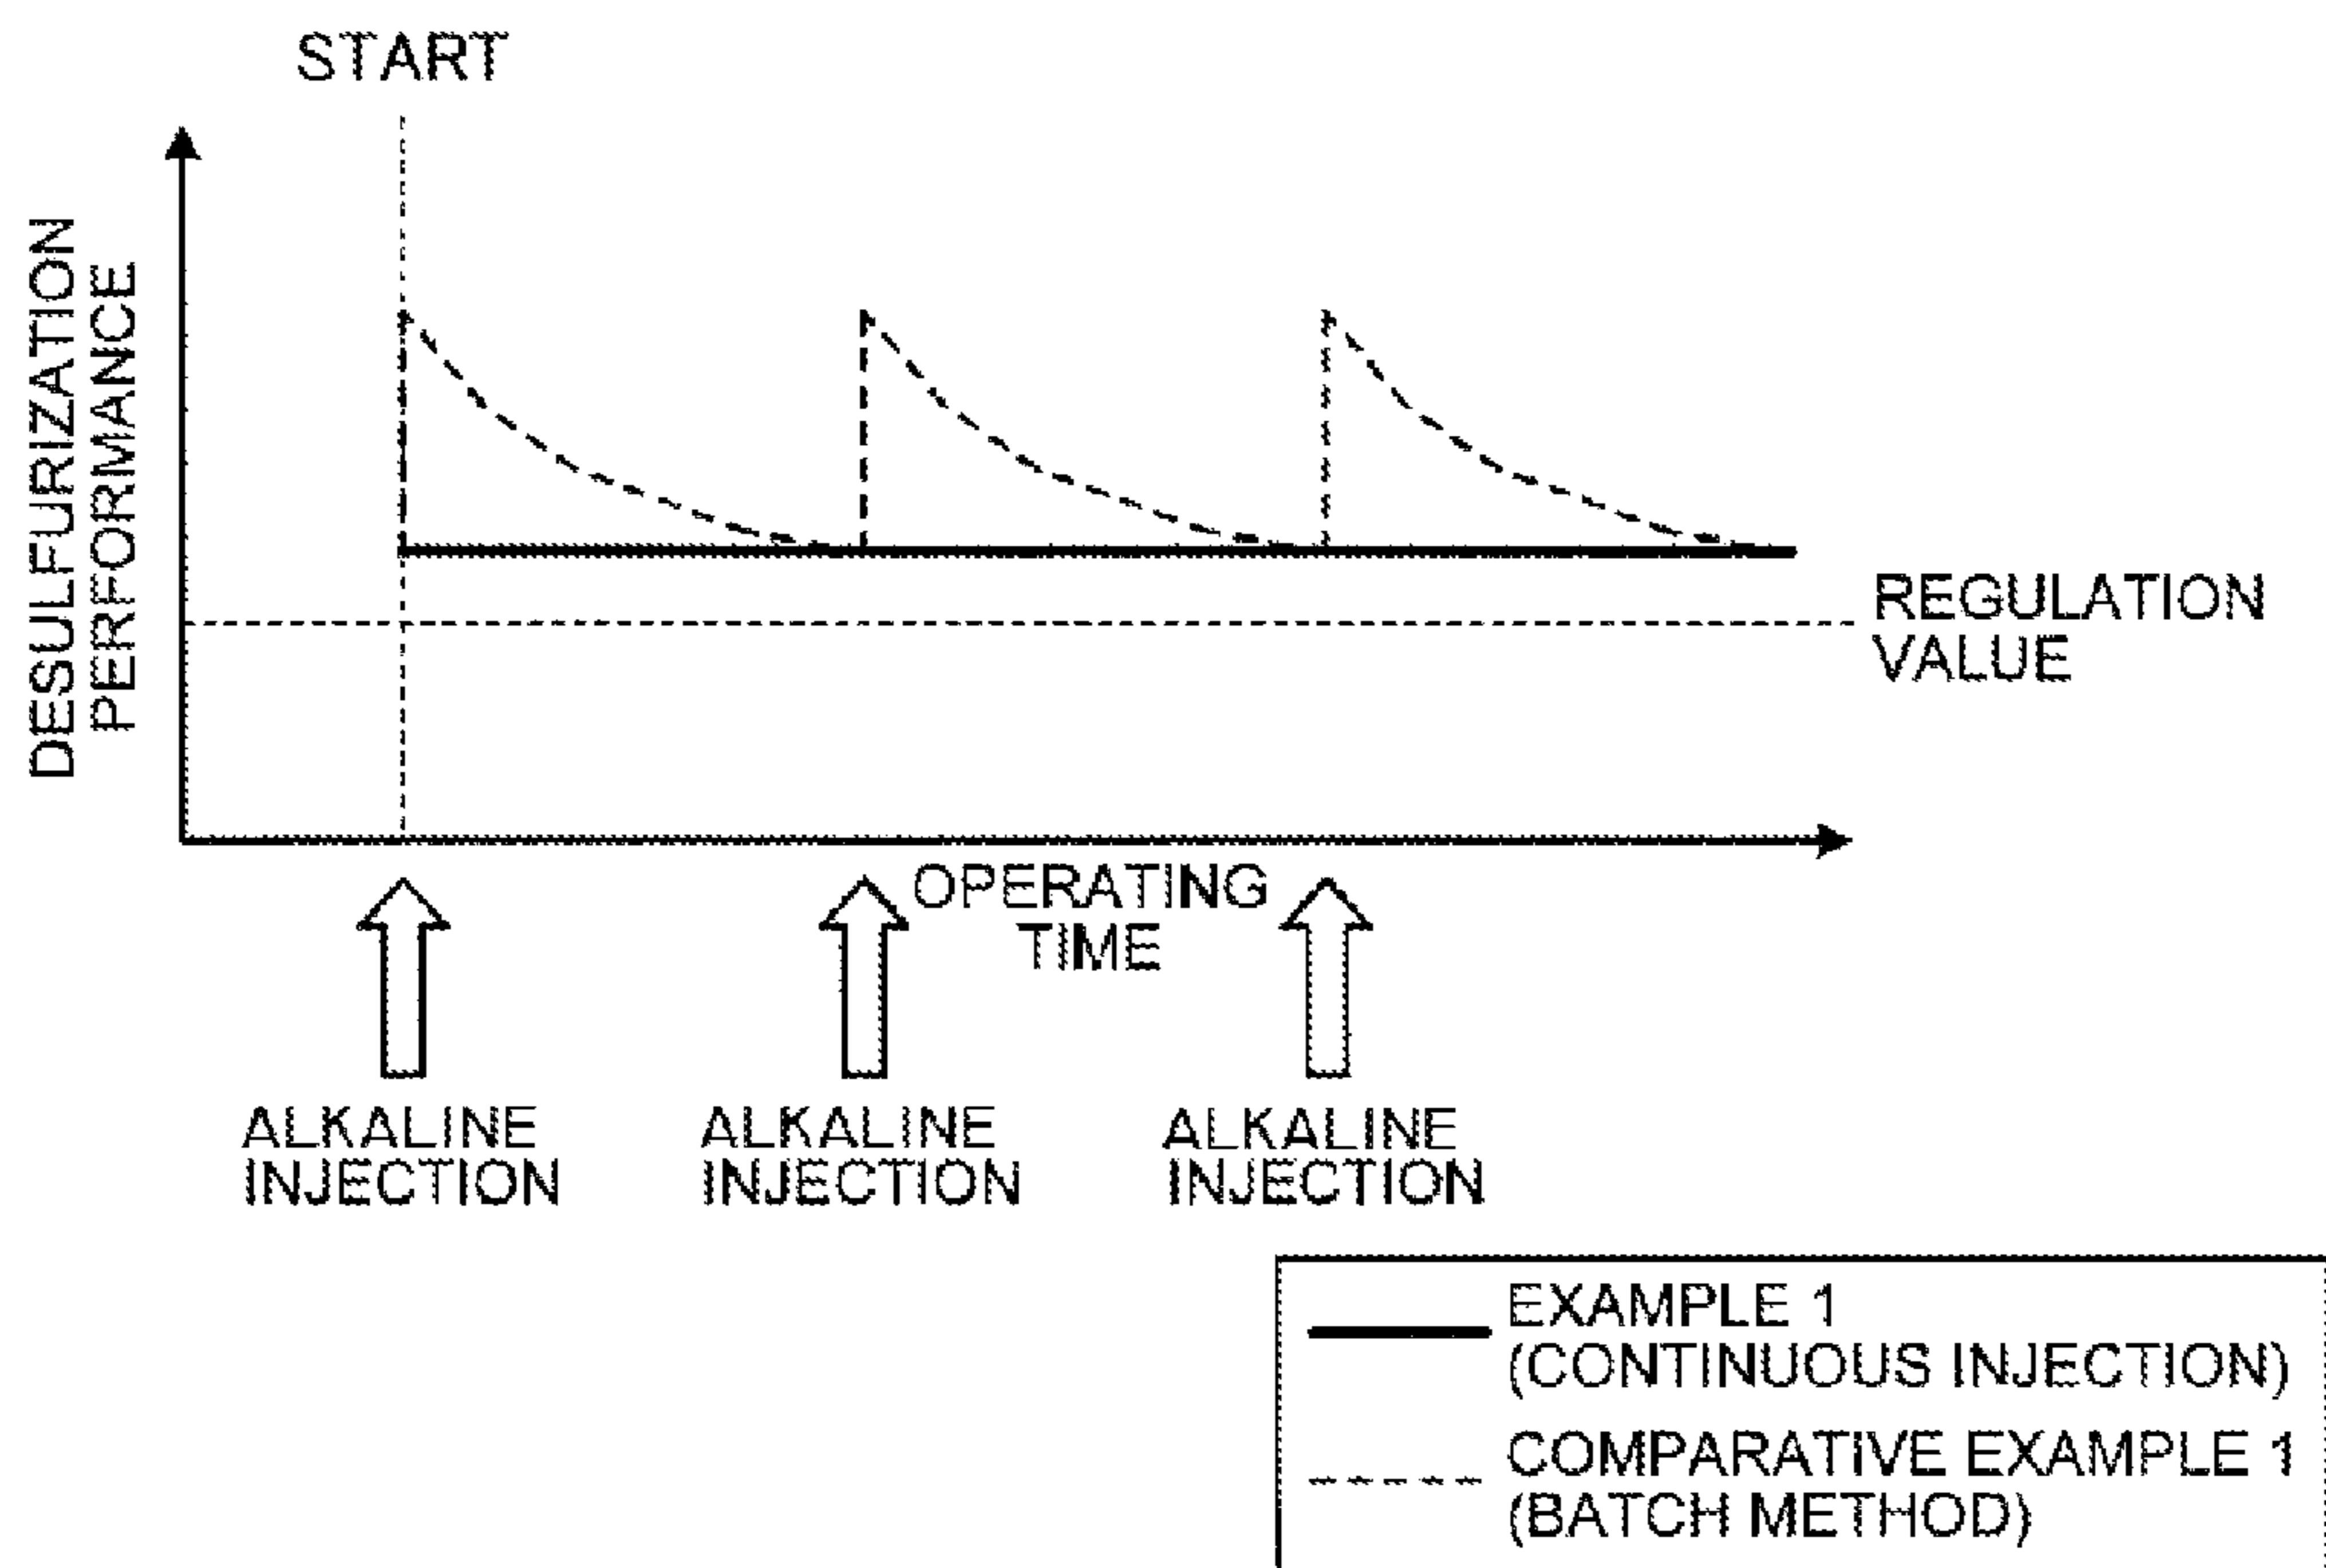 START
DESULFURIZATION
PERFORMANCE
REGULATION
VALUE
OPERATING
TIME
ALKALINE
INJECTION
ALKALINE
INJECTION
ALKALINE
INJECTION
EXAMPLE 1
(CONTINUOUS INJECTION)
COMPARATIVE EXAMPLE 1
(BATCH METHOD)